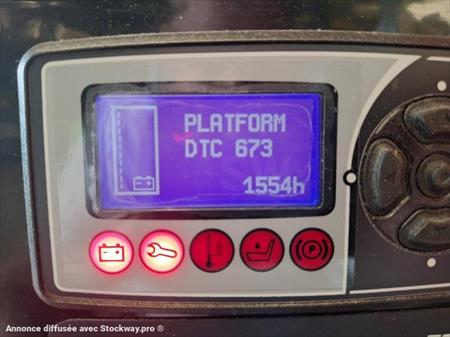 PLATFORM
DTC 673
1554h
Annonce diffusée avec Stockway.pro ®